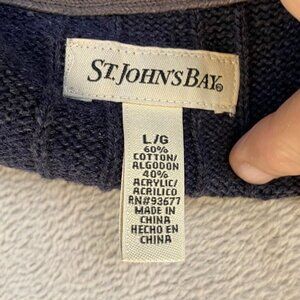 ST. JOHN'S BAY®
L/G
60%
COTTON/
ALGODON
40%
ACRYLIC/
ACRILICO
RN#93677
MADE IN
CHINA
HECHO EN
CHINA